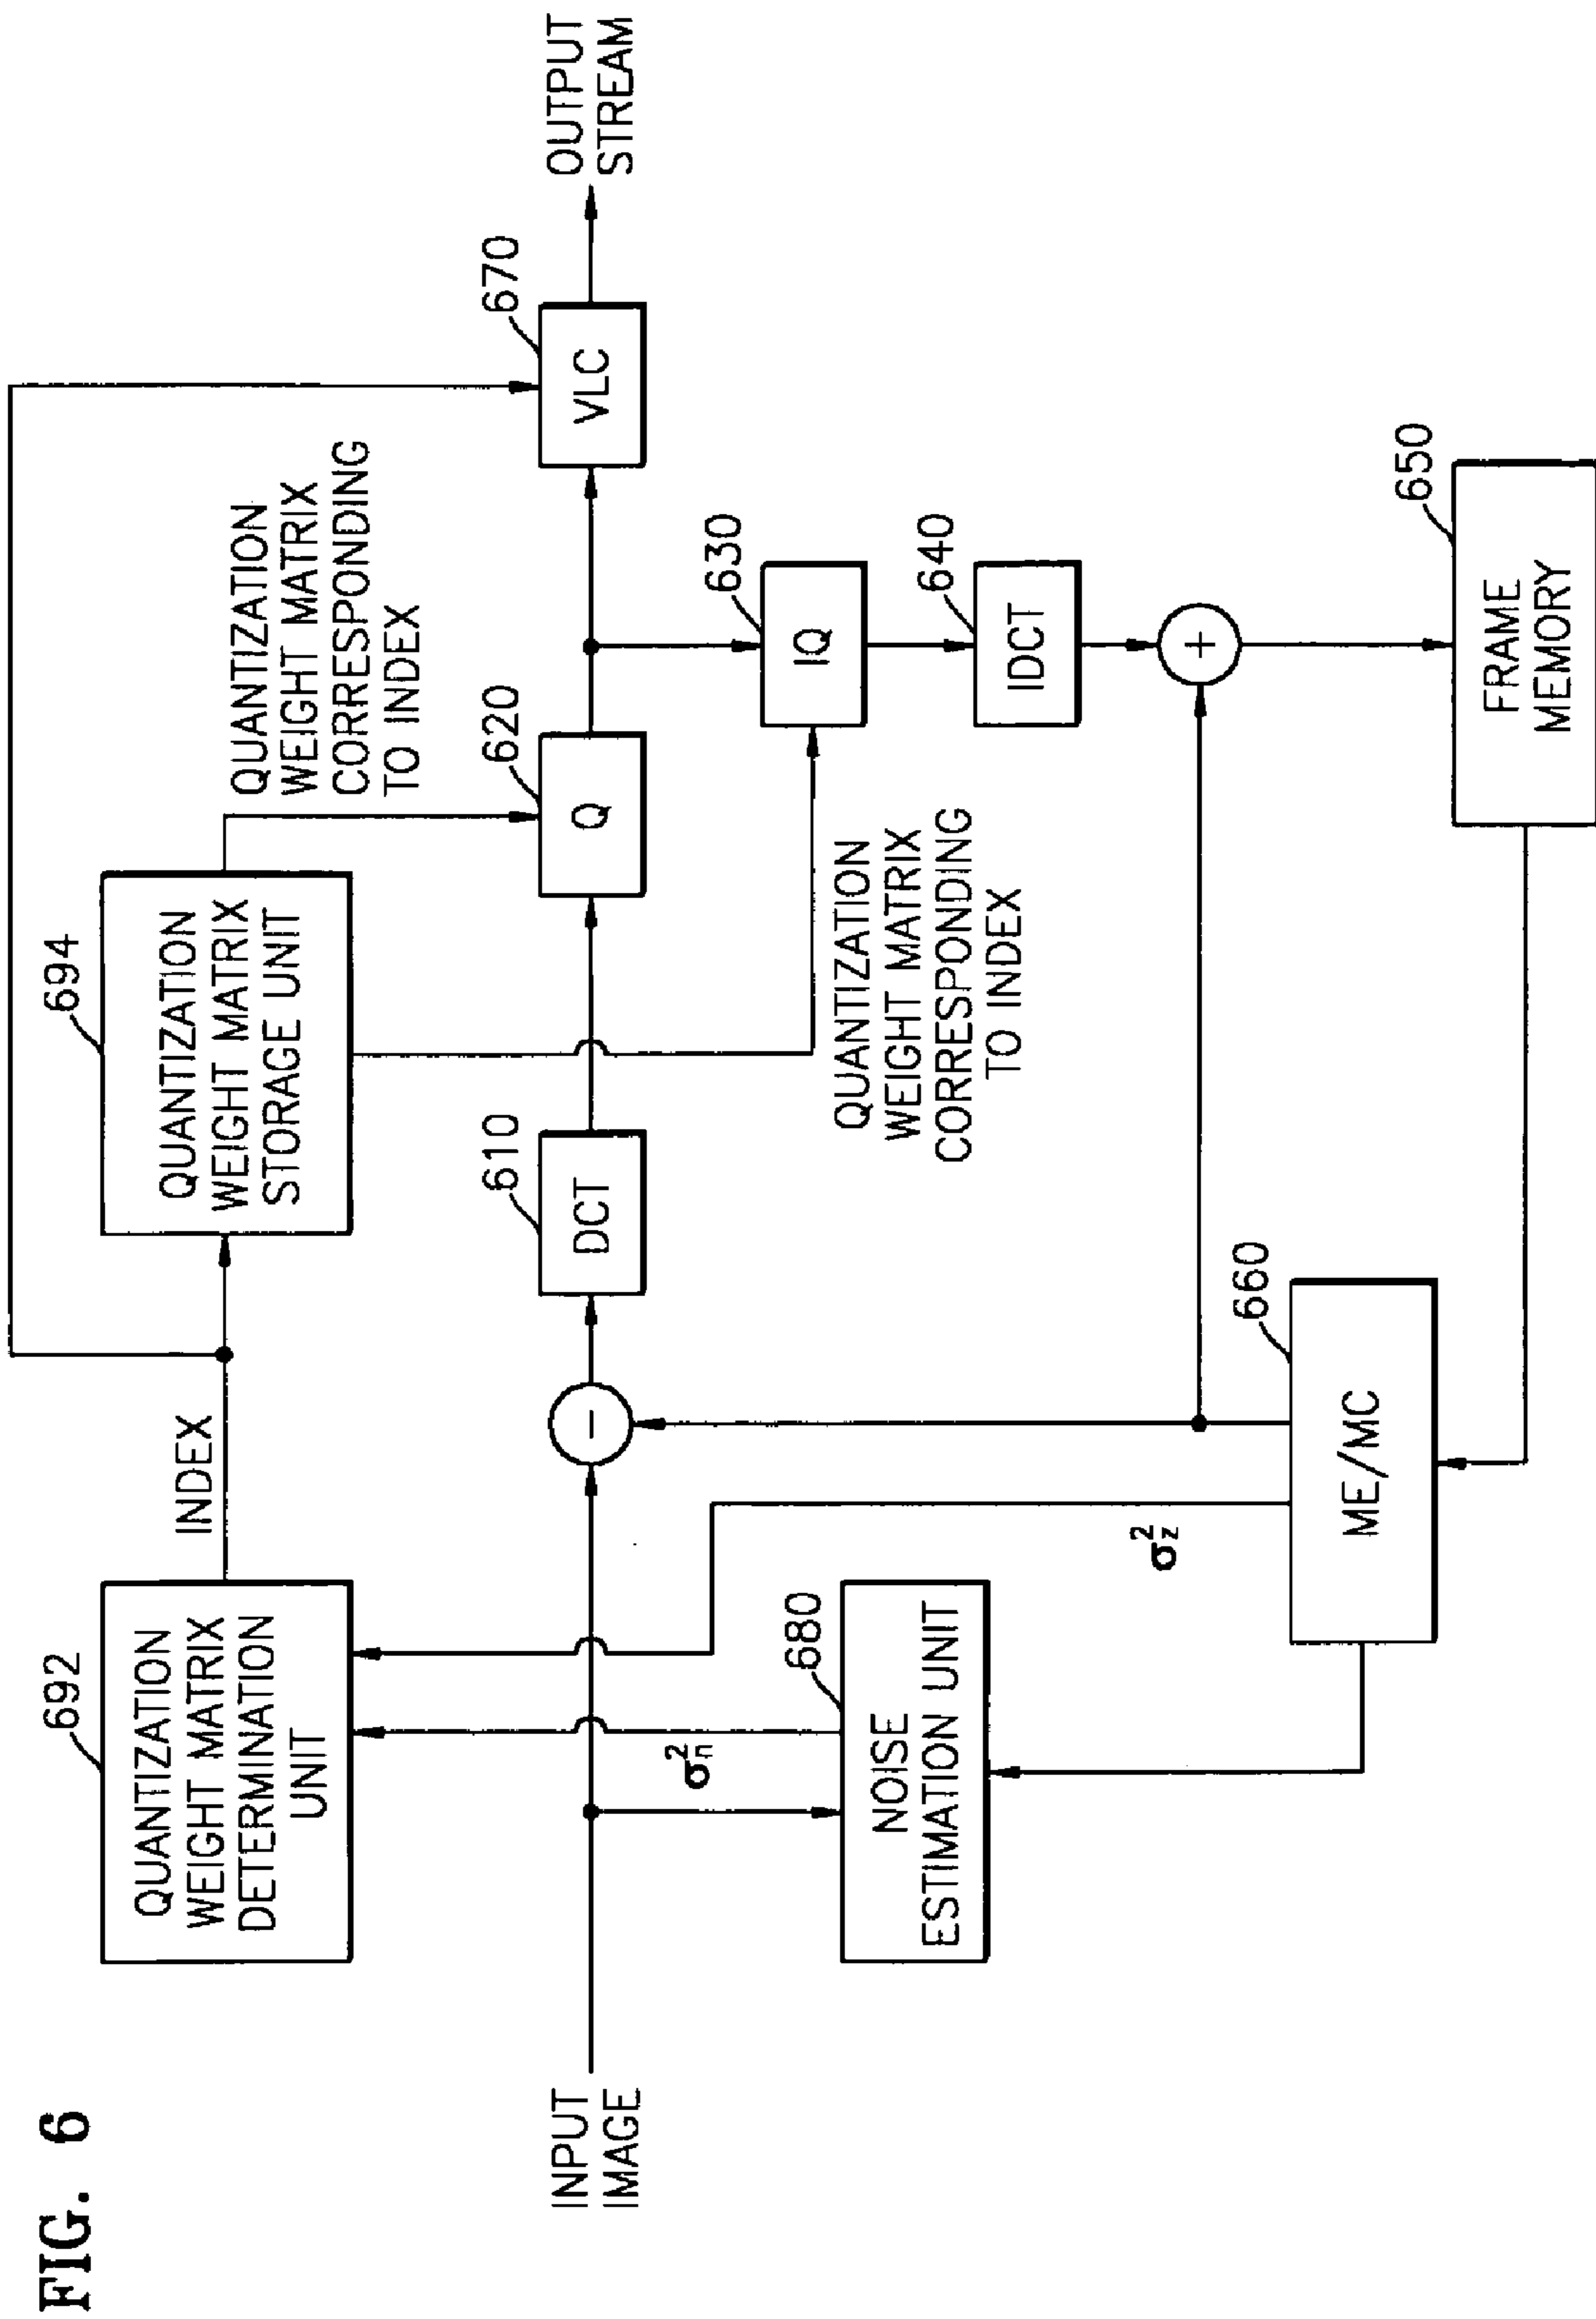 FIG. 6
692
QUANTIZATION
WEIGHT MATRIX
DETERMINATION
UNIT
INDEX
694
QUANTIZATION
WEIGHT MATRIX
STORAGE UNIT
QUANTIZATION
WEIGHT MATRIX
CORRESPONDING
TO INDEX
INPUT
IMAGE
-
610
DCT
620
Q
670
VLC
OUTPUT
STREAM
σ²n
680
NOISE
ESTIMATION UNIT
QUANTIZATION
WEIGHT MATRIX
CORRESPONDING
TO INDEX
630
IQ
640
IDCT
+
σ²z
660
ME/MC
650
FRAME
MEMORY